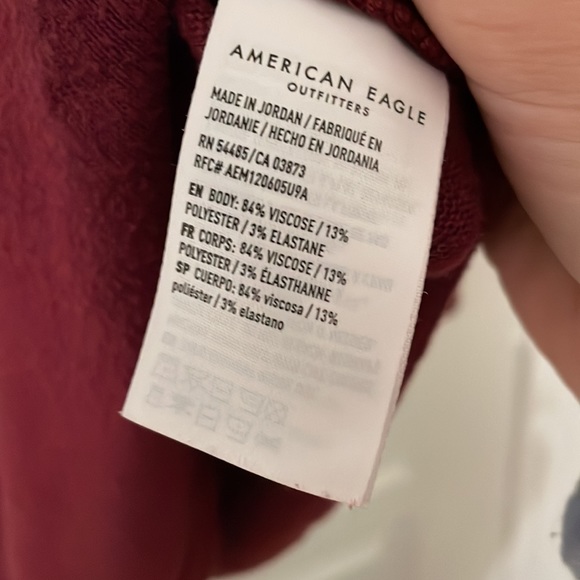 AMERICAN EAGLE
OUTFITTERS
MADE IN JORDAN / FABRIQUÉ EN
JORDANIE / HECHO EN JORDANIA
RN 54485/CA 03873
RFC# AEM120605U9A
EN BODY: 84% VISCOSE / 13%
POLYESTER / 3% ELASTANE
FR CORPS: 84% VISCOSE / 13%
POLYESTER / 3% ÉLASTHANNE
SP CUERPO: 84% viscosa / 13%
poliéster / 3% elastano